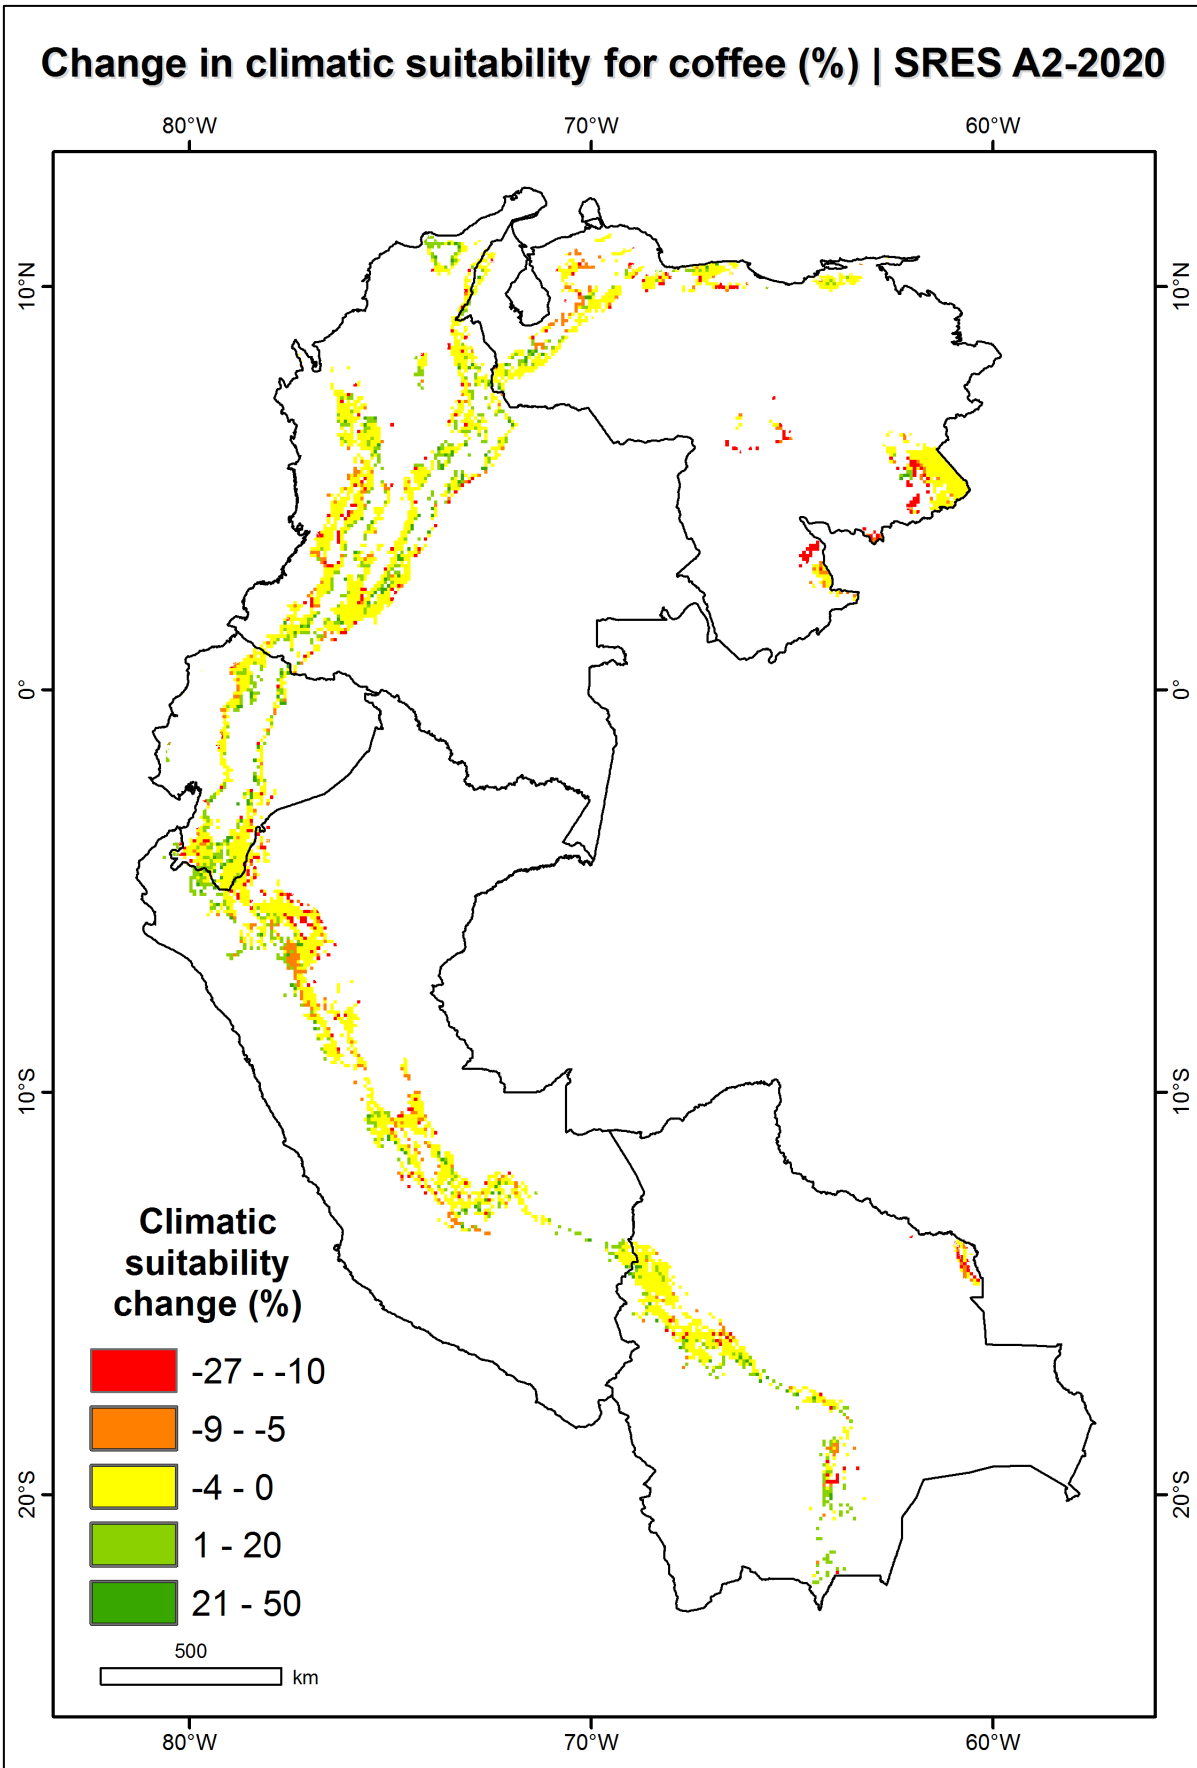 Change in climatic suitability for coffee (%) | SRES A2-2020
80°W
70°W
60°W
10°N
10°N
0°
0°
10°S
10°S
20°S
20°S
Climatic
suitability
change (%)
-27 - -10
-9 - -5
-4 - 0
1 - 20
21 - 50
500
km
80°W
70°W
60°W